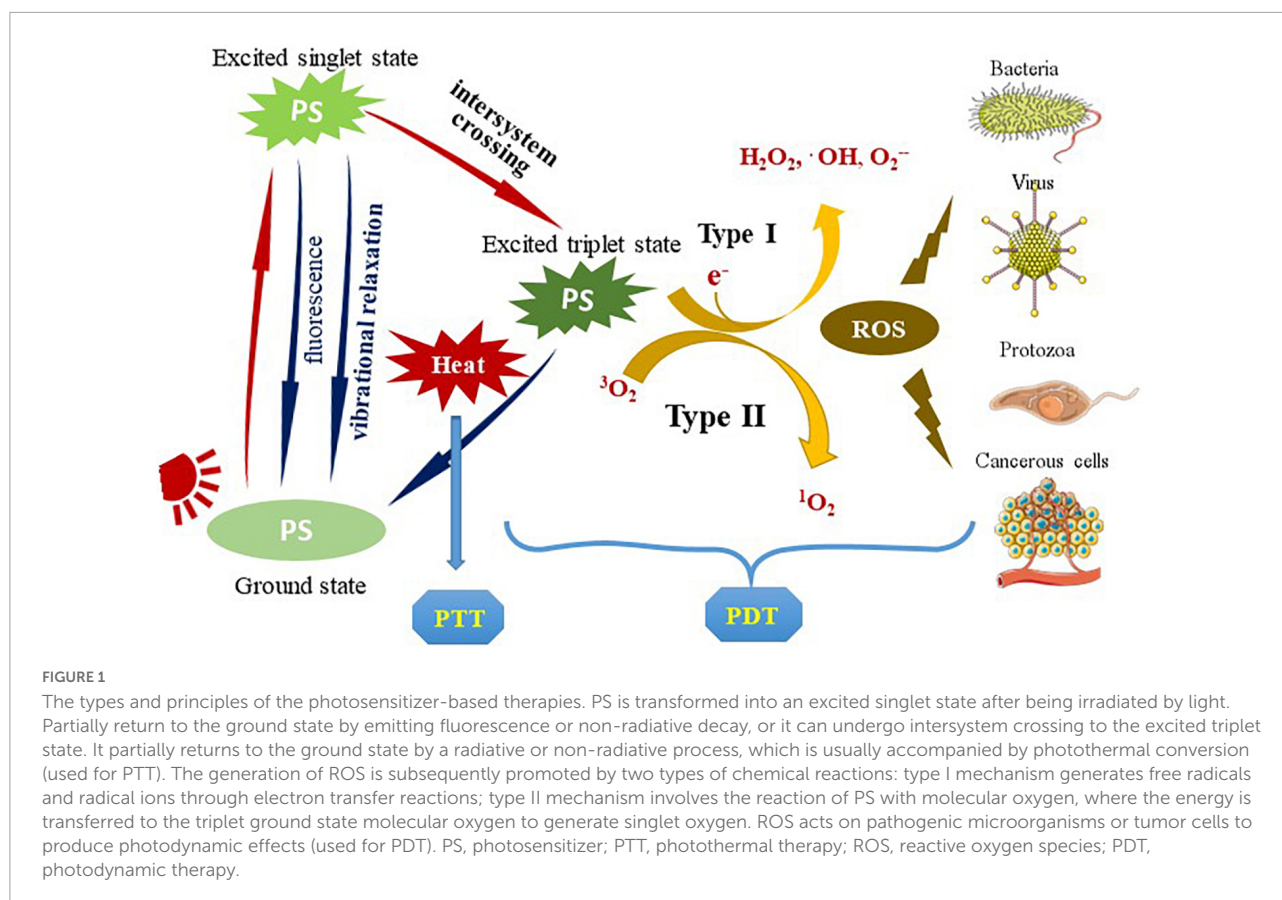 Excited singlet state
PS
intersystem
crossing
fluorescence
vibrational relaxation
Excited triplet state
PS
Heat
PS
Ground state
PTT
Type I
e⁻
H₂O₂, ·OH, O₂·⁻
³O₂
Type II
¹O₂
ROS
PDT
Bacteria
Virus
Protozoa
Cancerous cells
FIGURE 1
The types and principles of the photosensitizer-based therapies. PS is transformed into an excited singlet state after being irradiated by light.
Partially return to the ground state by emitting fluorescence or non-radiative decay, or it can undergo intersystem crossing to the excited triplet
state. It partially returns to the ground state by a radiative or non-radiative process, which is usually accompanied by photothermal conversion
(used for PTT). The generation of ROS is subsequently promoted by two types of chemical reactions: type I mechanism generates free radicals
and radical ions through electron transfer reactions; type II mechanism involves the reaction of PS with molecular oxygen, where the energy is
transferred to the triplet ground state molecular oxygen to generate singlet oxygen. ROS acts on pathogenic microorganisms or tumor cells to
produce photodynamic effects (used for PDT). PS, photosensitizer; PTT, photothermal therapy; ROS, reactive oxygen species; PDT,
photodynamic therapy.